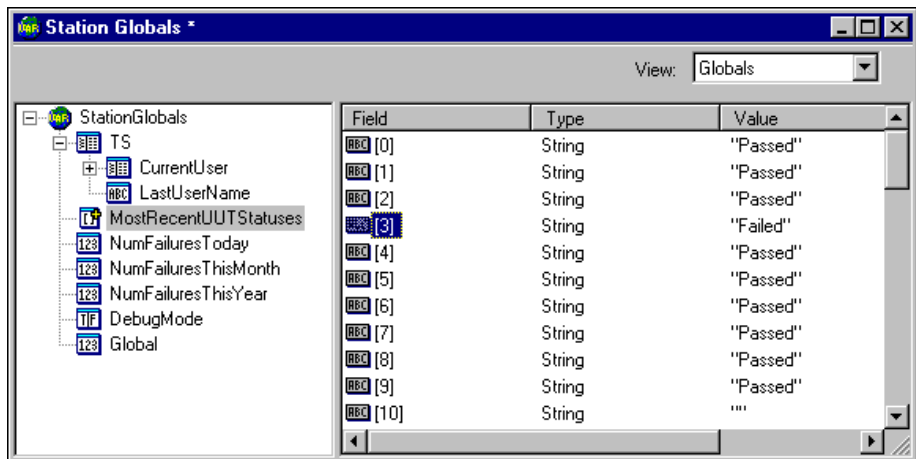 Station Globals *
View: Globals
StationGlobals
TS
CurrentUser
LastUserName
MostRecentUUTStatuses
NumFailuresToday
NumFailuresThisMonth
NumFailuresThisYear
DebugMode
Global
Field Type Value
[0] String "Passed"
[1] String "Passed"
[2] String "Passed"
[3] String "Failed"
[4] String "Passed"
[5] String "Passed"
[6] String "Passed"
[7] String "Passed"
[8] String "Passed"
[9] String "Passed"
[10] String ""